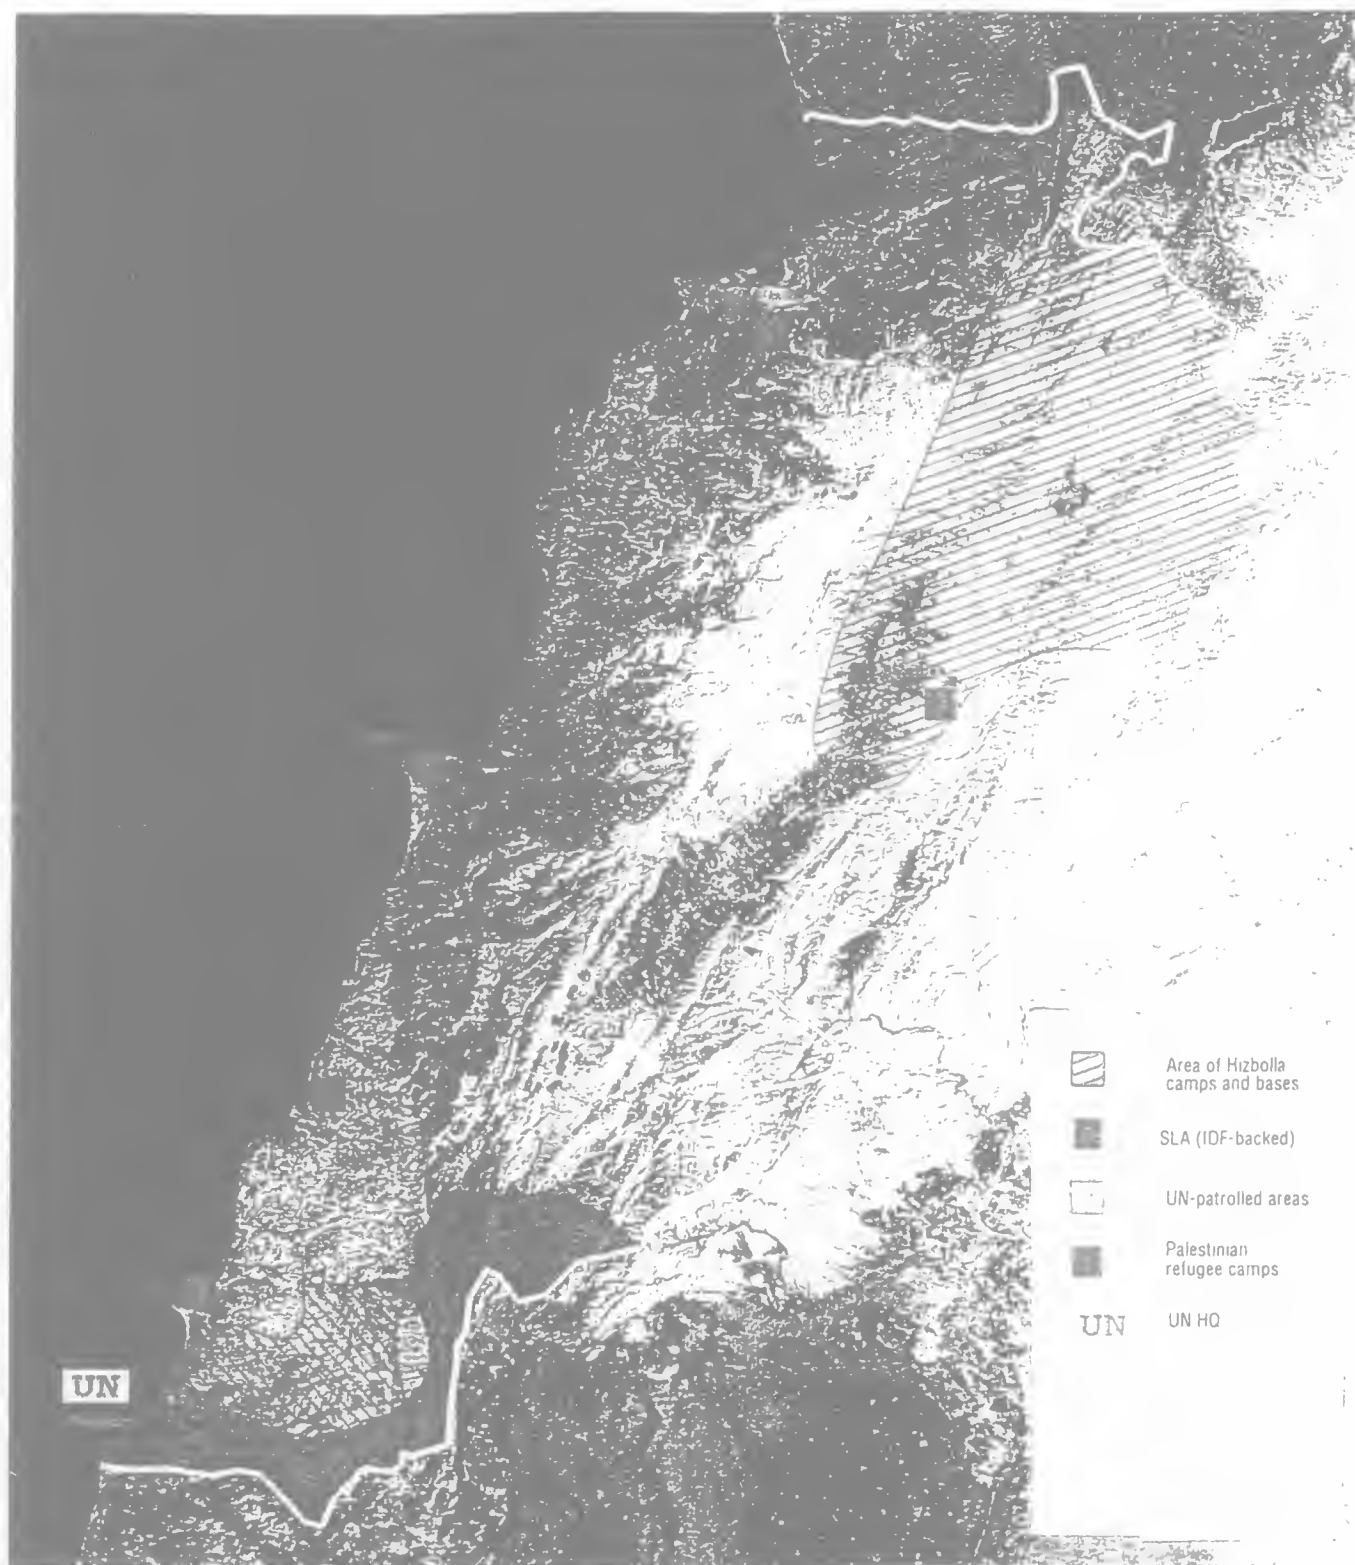 Area of Hizbolla
camps and bases
SLA (IDF-backed)
UN-patrolled areas
Palestinian
refugee camps
UN UN HQ
UN